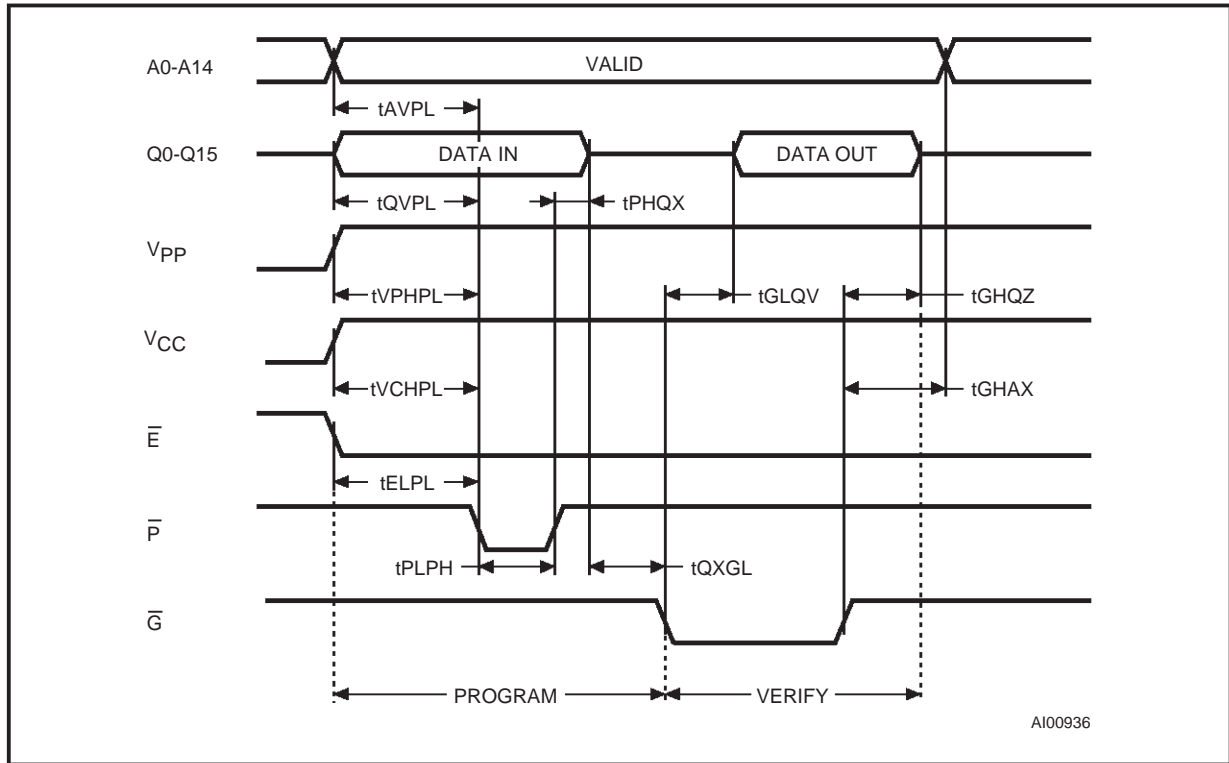 A0-A14
VALID
tAVPL
Q0-Q15
DATA IN
DATA OUT
tQVPL
tPHQX
VPP
tVPHPL
tGLQV
tGHQZ
VCC
tVCHPL
tGHAX
E̅
tELPL
P̅
tPLPH
tQXGL
G̅
PROGRAM
VERIFY
AI00936